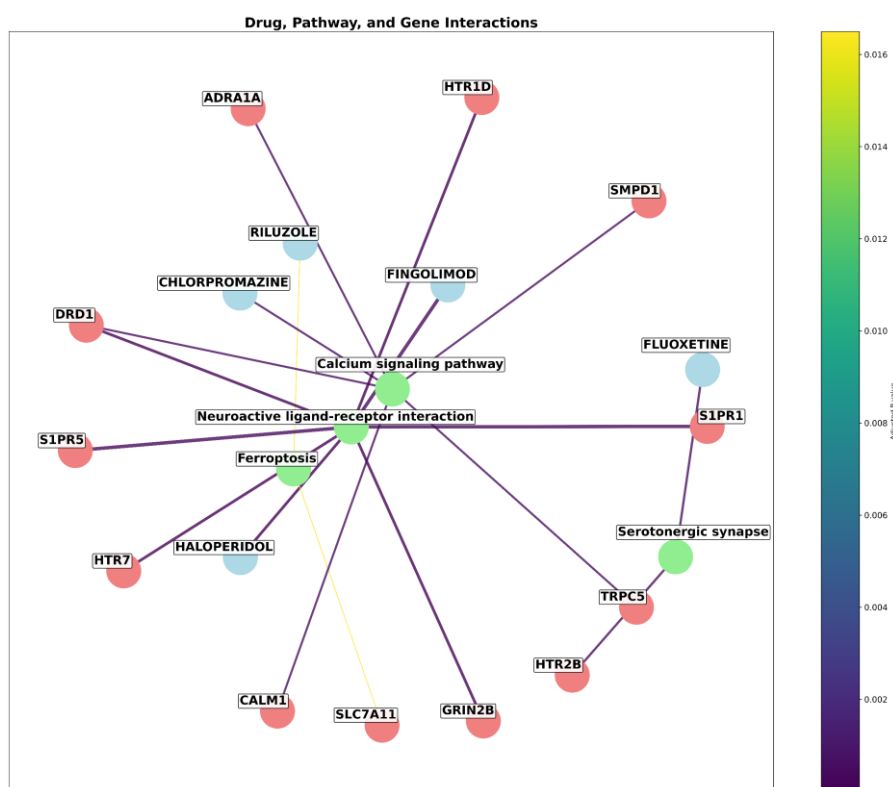 Drug, Pathway, and Gene Interactions
ADRA1A
HTR1D
SMPD1
RILUZOLE
FINGOLIMOD
CHLORPROMAZINE
DRD1
FLUOXETINE
Calcium signaling pathway
Neuroactive ligand-receptor interaction
S1PR1
S1PR5
Ferroptosis
Serotonergic synapse
HALOPERIDOL
HTR7
TRPC5
HTR2B
CALM1
SLC7A11
GRIN2B
0.016
0.014
0.012
0.010
0.008
0.006
0.004
0.002